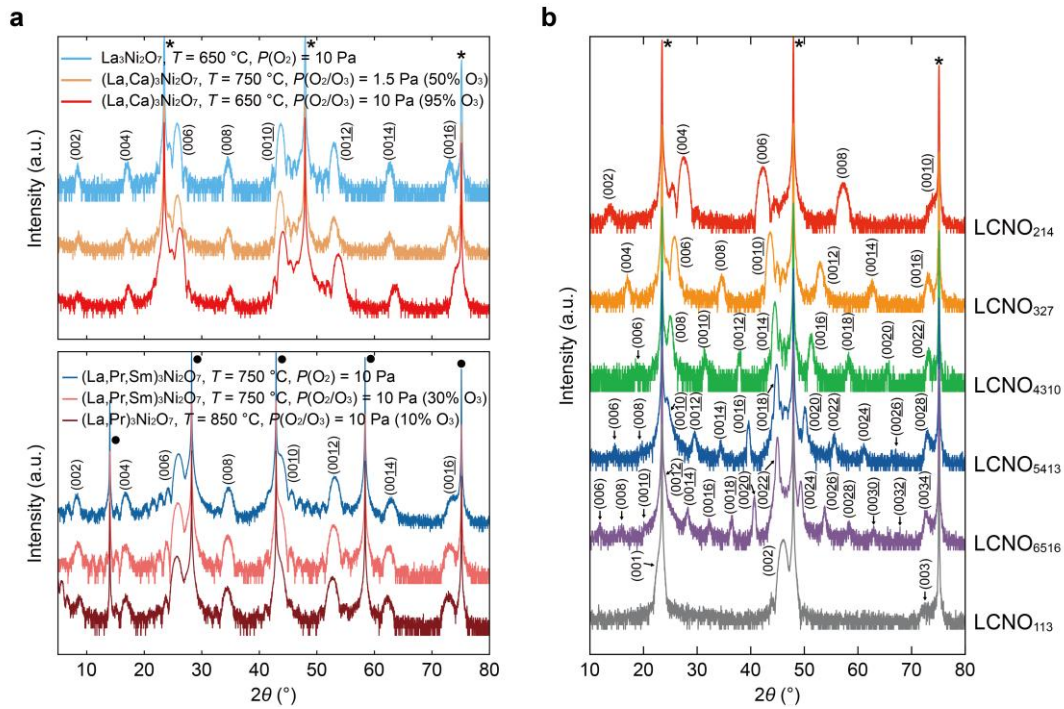 a
La₃Ni₂O₇, T = 650 °C, P(O₂) = 10 Pa
(La,Ca)₃Ni₂O₇, T = 750 °C, P(O₂/O₃) = 1.5 Pa (50% O₃)
(La,Ca)₃Ni₂O₇, T = 650 °C, P(O₂/O₃) = 10 Pa (95% O₃)
* * *
(002) (004) (006) (008) (0010) (0012) (0014) (0016)
Intensity (a.u.)
(La,Pr,Sm)₃Ni₂O₇, T = 750 °C, P(O₂) = 10 Pa
(La,Pr,Sm)₃Ni₂O₇, T = 750 °C, P(O₂/O₃) = 10 Pa (30% O₃)
(La,Pr)₃Ni₂O₇, T = 850 °C, P(O₂/O₃) = 10 Pa (10% O₃)
(002) (004) (006) (008) (0010) (0012) (0014) (0016)
Intensity (a.u.)
10 20 30 40 50 60 70 80
2θ (°)
b
* * *
(002) (004) (006) (008) (0010)
LCNO₂₁₄
(004) (006) (008) (0010) (0012) (0014) (0016)
LCNO₃₂₇
(006) (008) (0010) (0012) (0014) (0016) (0018) (0020) (0022)
LCNO₄₃₁₀
(006) (008) (0010) (0012) (0014) (0016) (0018) (0020) (0022) (0024) (0026) (0028)
LCNO₅₄₁₃
(006) (008) (0010) (0012) (0014) (0016) (0018) (0020) (0022) (0024) (0026) (0028) (0030) (0032) (0034)
LCNO₆₅₁₆
(001) (002) (003)
LCNO₁₁₃
Intensity (a.u.)
10 20 30 40 50 60 70 80
2θ (°)